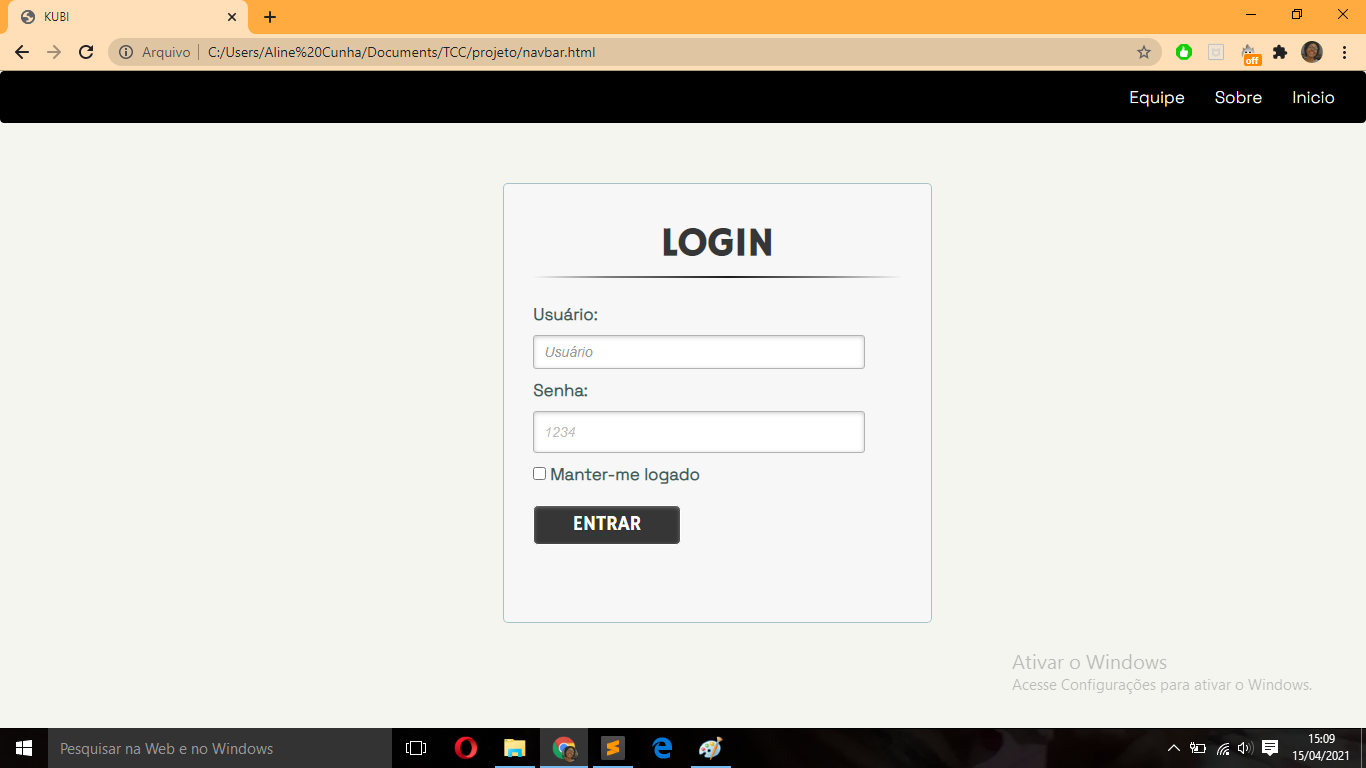 KUBI
Arquivo C:/Users/Aline%20Cunha/Documents/TCC/projeto/navbar.html
off
Equipe Sobre Inicio
LOGIN
Usuário:
Usuário
Senha:
1234
Manter-me logado
ENTRAR
Ativar o Windows
Acesse Configurações para ativar o Windows.
Pesquisar na Web e no Windows
15:09
15/04/2021